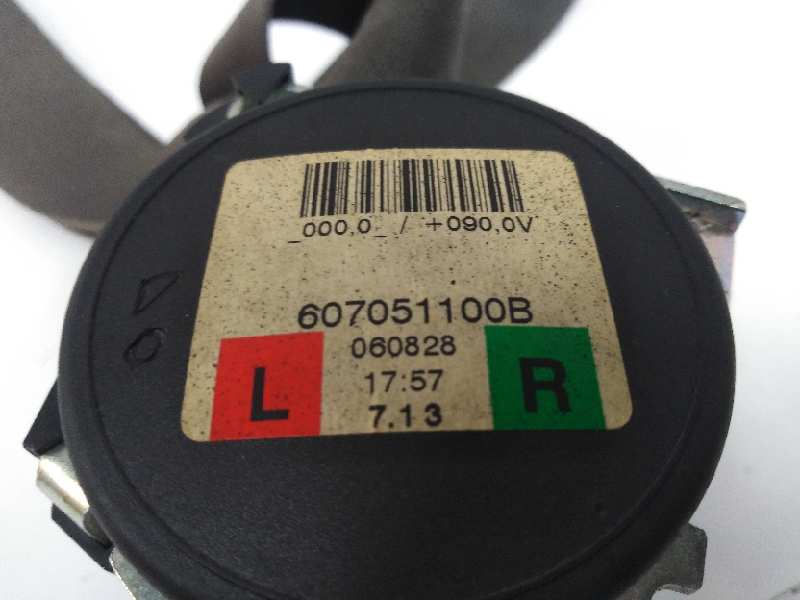 _000,0_ / +090,0V
607051100B
060828
L
R
17:57
7.13